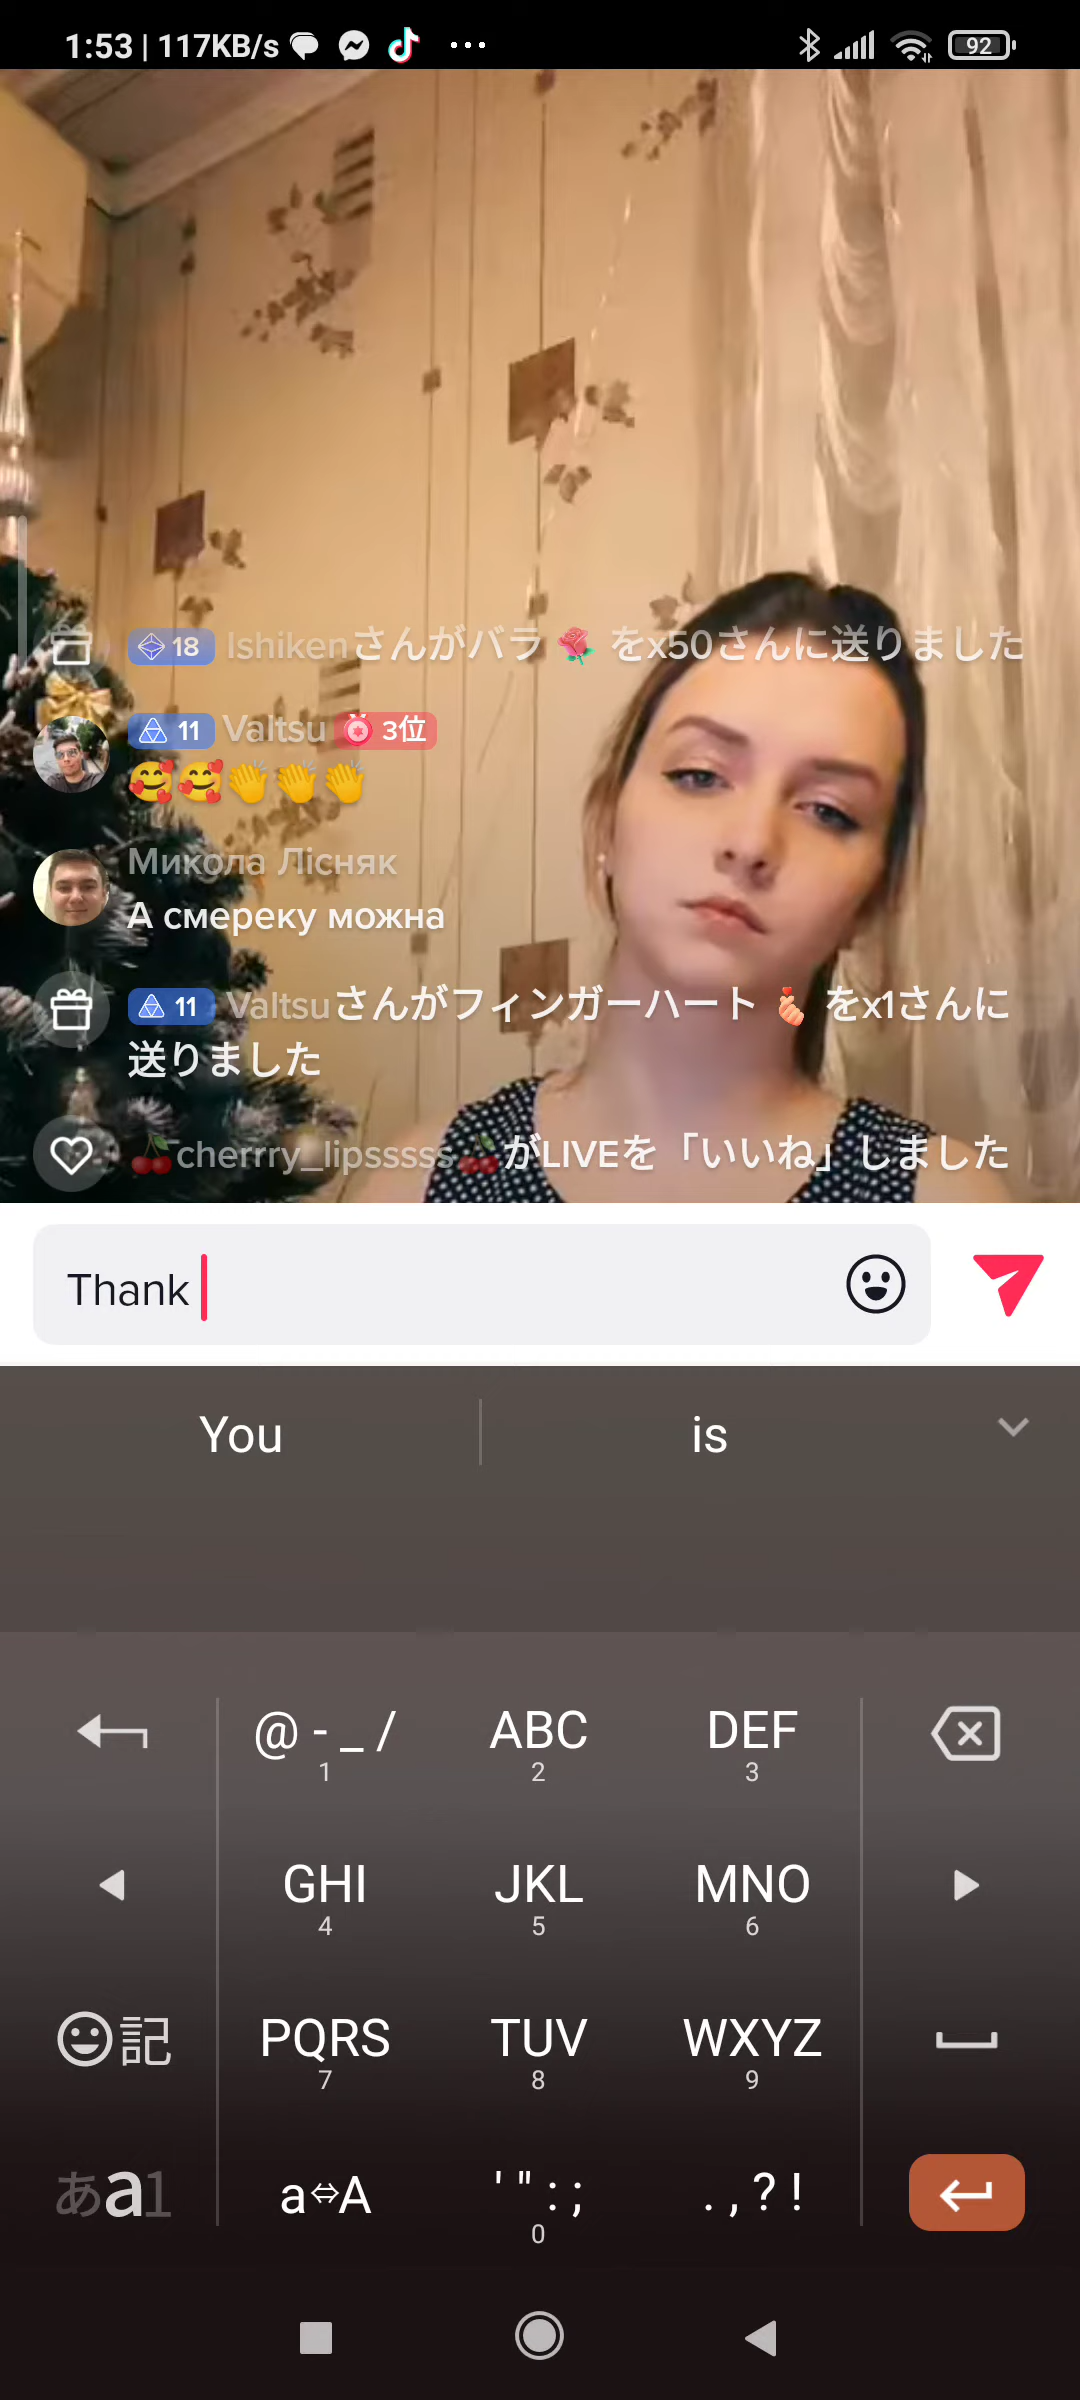 1:53 | 117KB/s
92
18 Ishikenさんがバラ 🌹 をx50さんに送りました
11 Valtsu 3位
🥰🥰👏👏👏
Микола Лісняк
А смереку можна
11 Valtsuさんがフィンガーハート をx1さんに
送りました
🍒cherrry_lipsssss🍒がLIVEを「いいね」しました
Thank
You is
@ - _ / ABC DEF
1 2 3
GHI JKL MNO
4 5 6
記 PQRS TUV WXYZ
7 8 9
あa1 a⇔A ' " : ; . , ? !
0